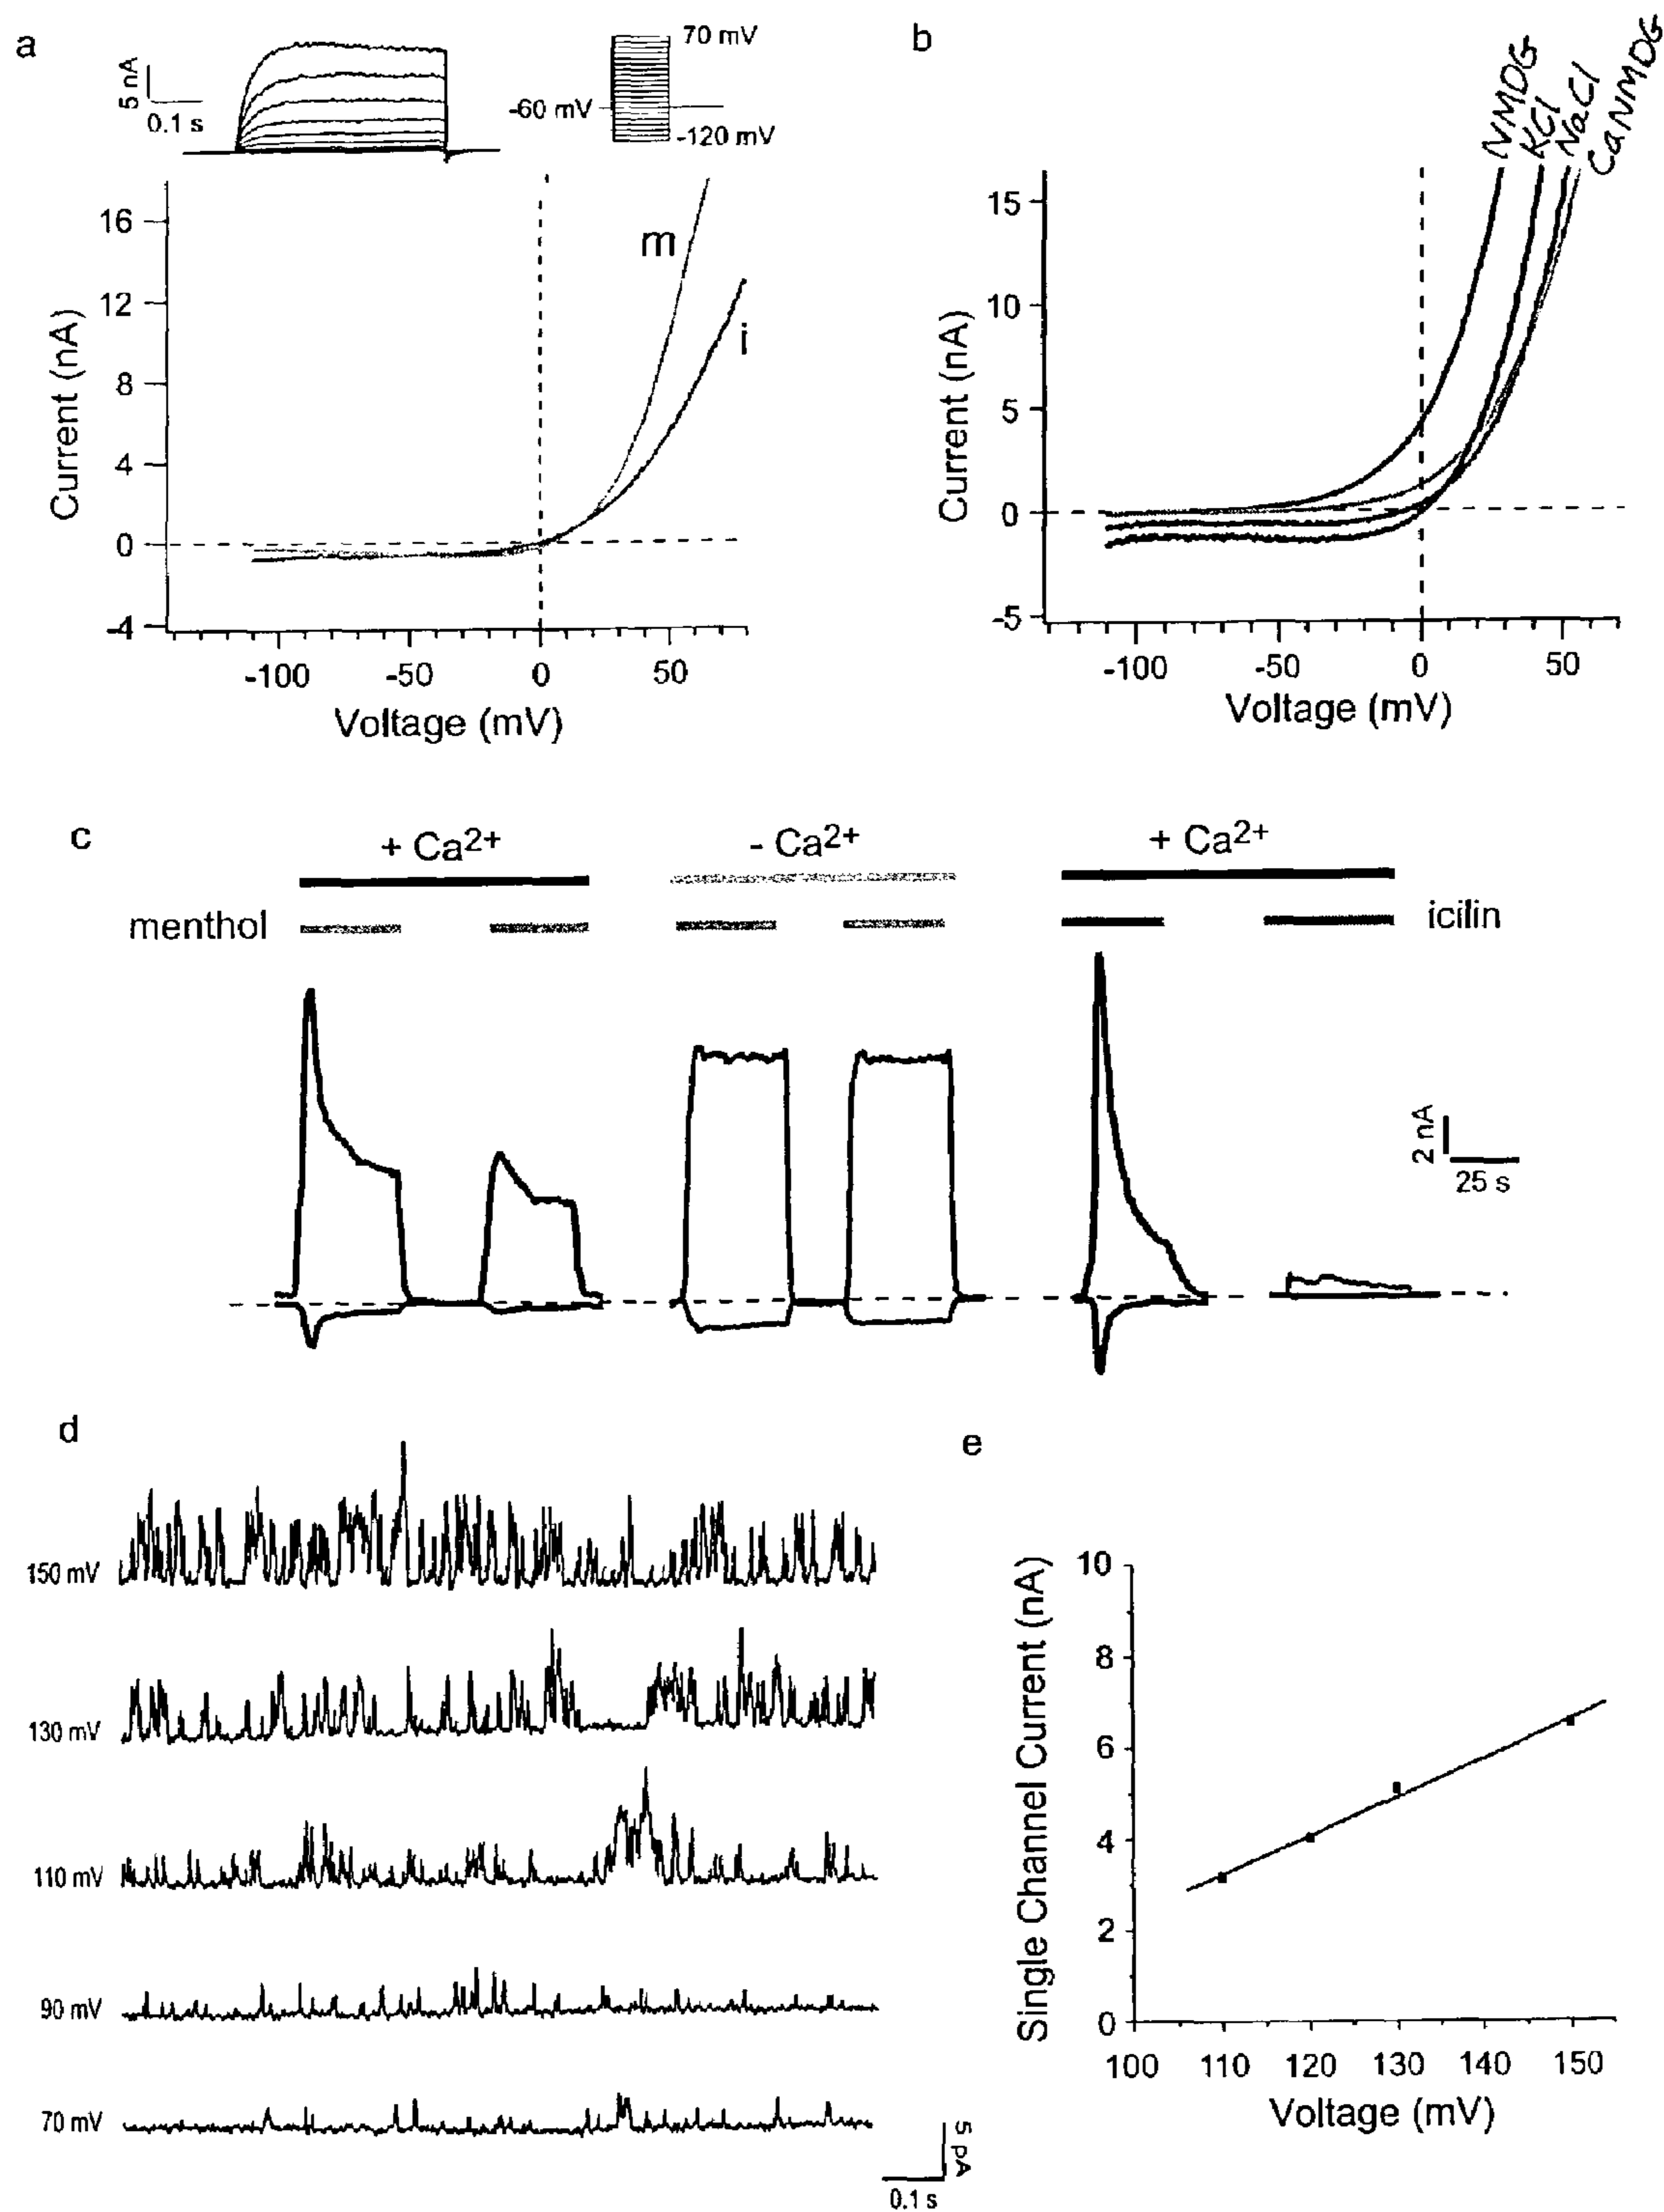 a
5 nA
0.1 s
70 mV
-60 mV
-120 mV
16
12
8
4
0
-4
Current (nA)
m
i
-100 -50 0 50
Voltage (mV)
b
NMDG
KCl
NaCl
CaNMDG
15
10
5
0
-5
Current (nA)
-100 -50 0 50
Voltage (mV)
c
+ Ca2+ - Ca2+ + Ca2+
menthol icilin
2 nA
25 s
d
150 mV
130 mV
110 mV
90 mV
70 mV
5 pA
0.1 s
e
Single Channel Current (nA)
10
8
6
4
2
0
100 110 120 130 140 150
Voltage (mV)